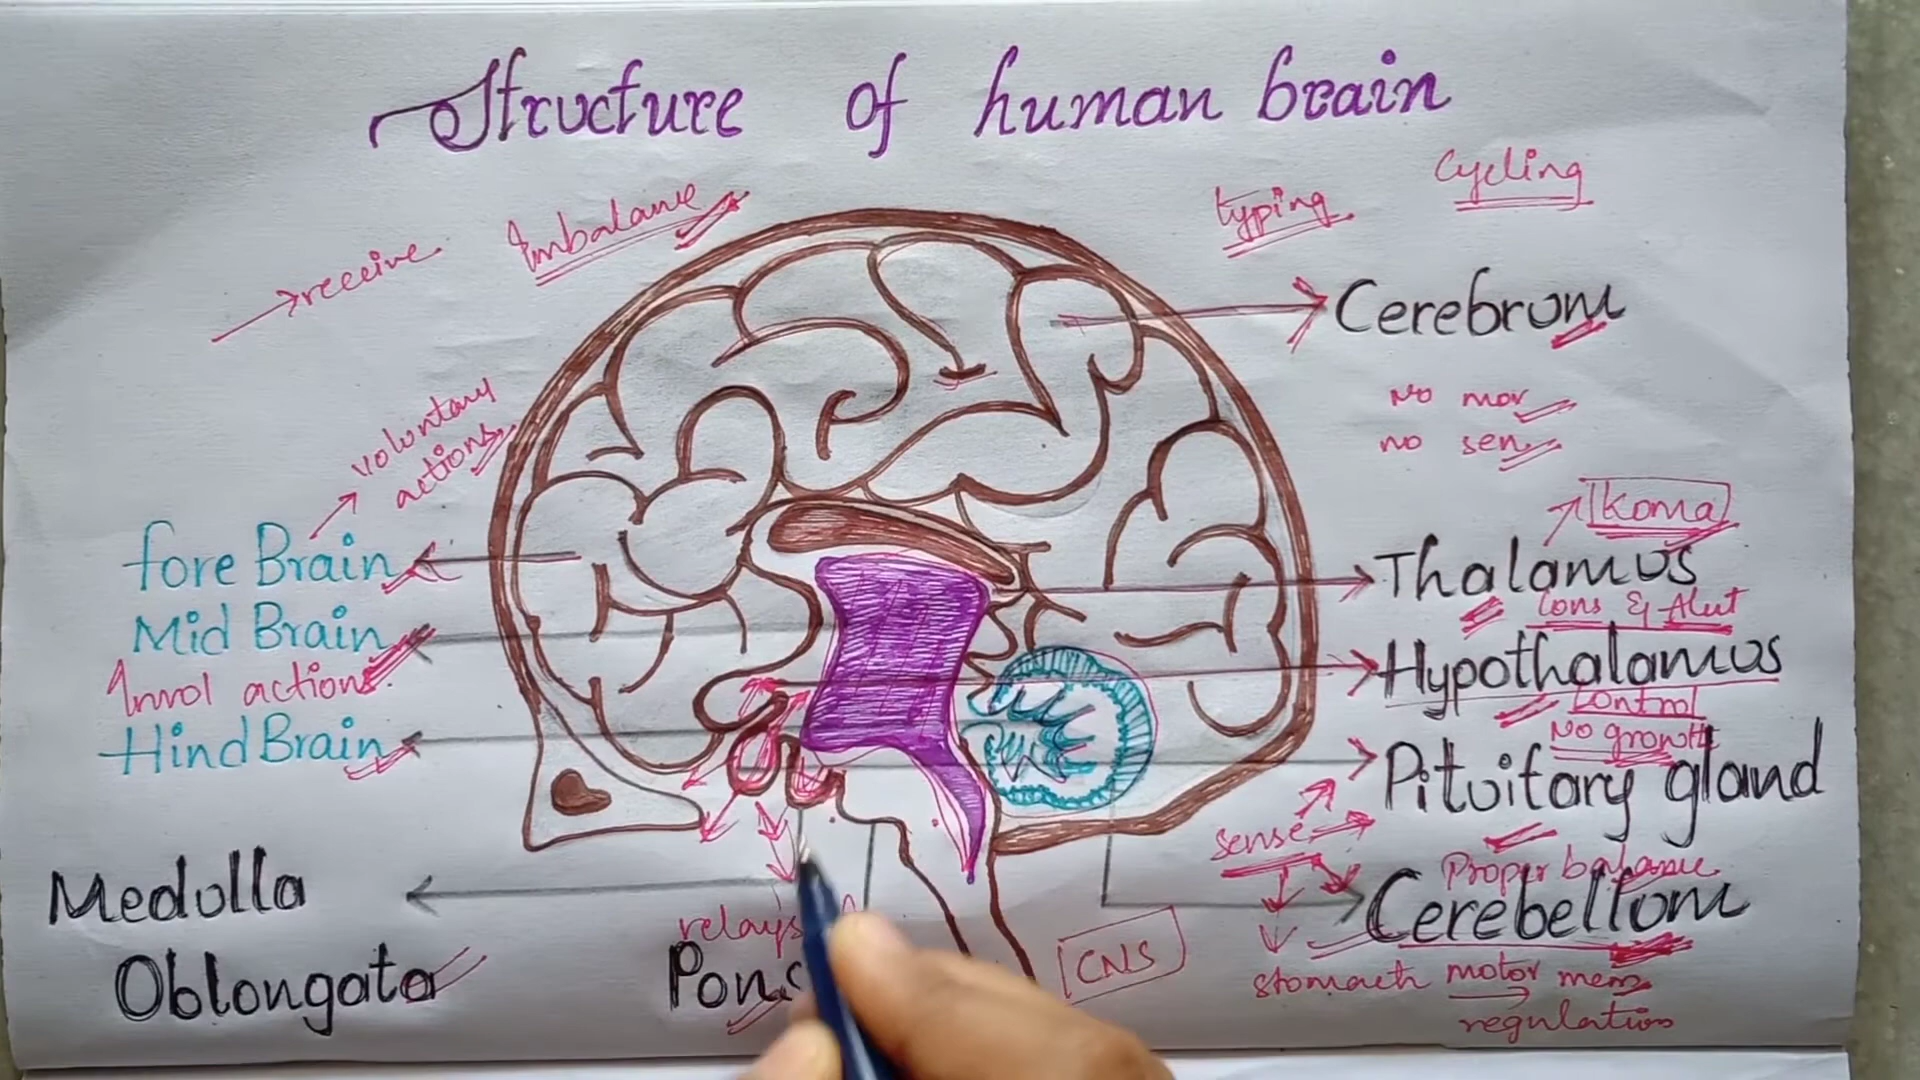 Structure of human brain
Cycling
typing
Imbalance
receive
Cerebrum
voluntary
actions
No mov
no sen
Koma
fore Brain
Thalamus
Cons & Alert
Mid Brain
Invol actions
Hypothalamus
Control
No growth
Hind Brain
Pituitary gland
sense
Proper balance
Medulla
Oblongata
relays
Pons
CNS
Cerebellum
stomach motor mem
regulation